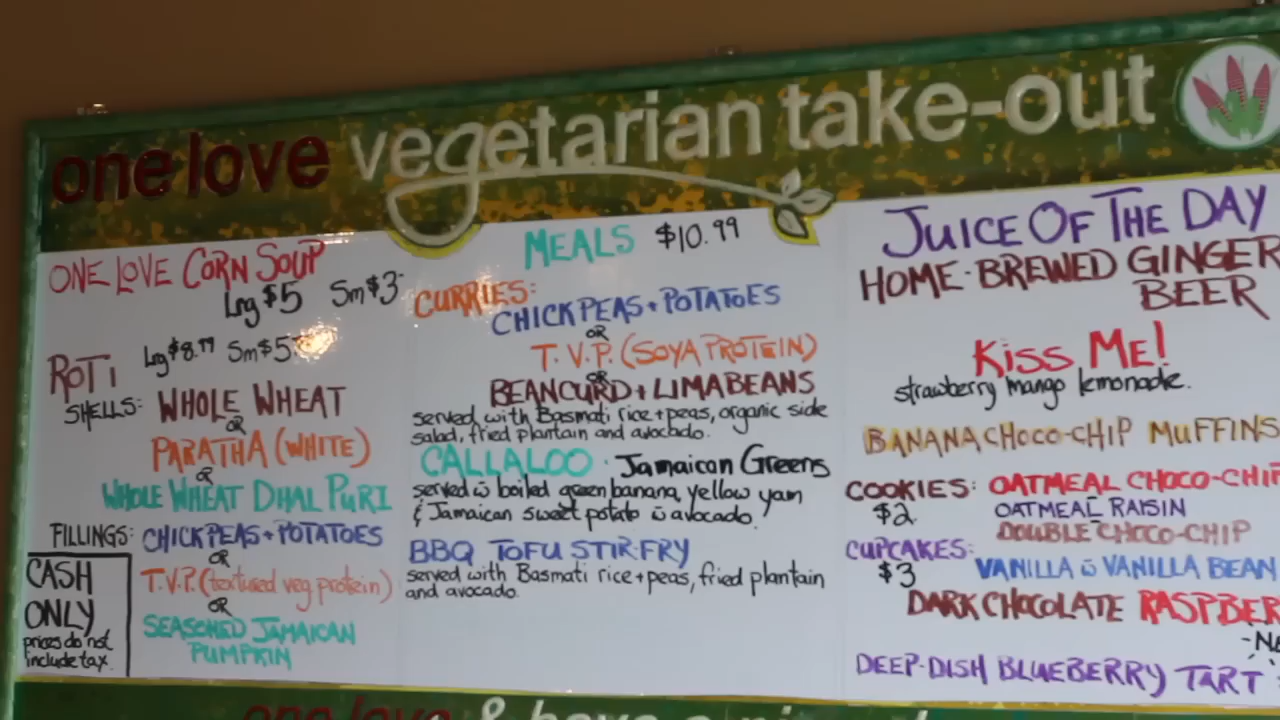 one love vegetarian take-out
ONE LOVE CORN SOUP
Lrg $5 Sm $3
ROTI Lrg $8.99 Sm $5
SHELLS: WHOLE WHEAT
OR
PARATHA (WHITE)
OR
WHOLE WHEAT DHAL PURI
FILLINGS: CHICKPEAS + POTATOES
OR
T.V.P. (textured veg protein)
OR
SEASONED JAMAICAN
PUMPKIN
CASH
ONLY
prices do not
include tax.
MEALS $10.99
CURRIES:
CHICKPEAS + POTATOES
OR
T.V.P. (SOYA PROTEIN)
OR
BEANCURD + LIMABEANS
served with Basmati rice + peas, organic side
salad, fried plantain and avocado.
CALLALOO · Jamaican Greens
served w boiled green banana, yellow yam
& Jamaican sweet potato w avocado.
BBQ TOFU STIR-FRY
served with Basmati rice + peas, fried plantain
and avocado.
JUICE OF THE DAY
HOME-BREWED GINGER
BEER
KISS ME!
strawberry mango lemonade.
BANANA CHOCO-CHIP MUFFINS
COOKIES: OATMEAL CHOCO-CHIP
$2 OATMEAL RAISIN
DOUBLE CHOCO-CHIP
CUPCAKES:
$3 VANILLA w VANILLA BEAN
DARK CHOCOLATE RASPBER
DEEP-DISH BLUEBERRY TART
one love &